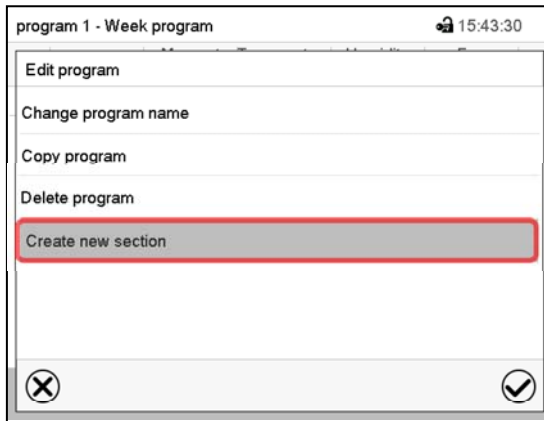 program 1 - Week program 15:43:30
Edit program
Change program name
Copy program
Delete program
Create new section